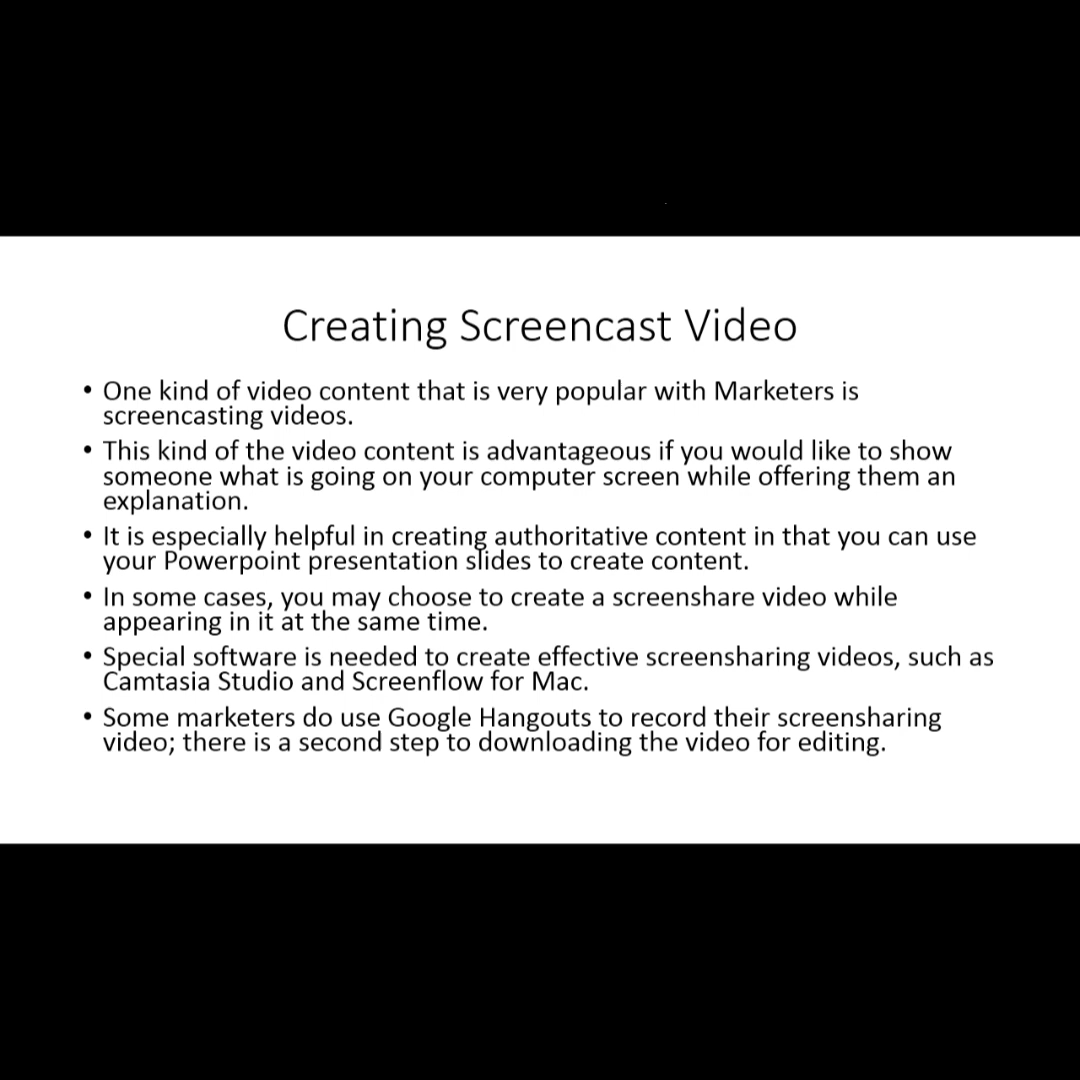 Creating Screencast Video
• One kind of video content that is very popular with Marketers is
screencasting videos.
• This kind of the video content is advantageous if you would like to show
someone what is going on your computer screen while offering them an
explanation.
• It is especially helpful in creating authoritative content in that you can use
your Powerpoint presentation slides to create content.
• In some cases, you may choose to create a screenshare video while
appearing in it at the same time.
• Special software is needed to create effective screensharing videos, such as
Camtasia Studio and Screenflow for Mac.
• Some marketers do use Google Hangouts to record their screensharing
video; there is a second step to downloading the video for editing.